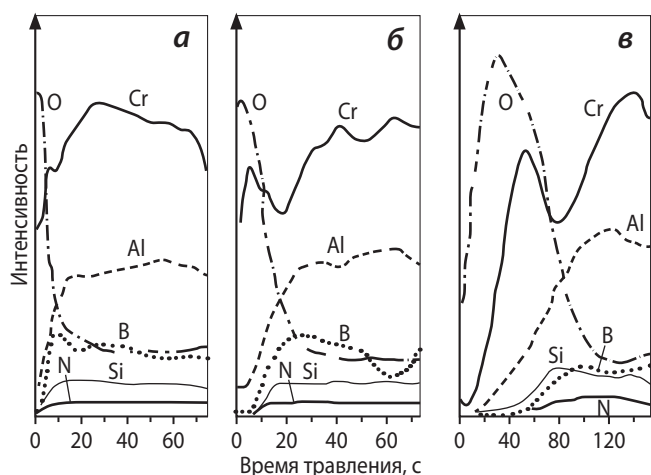 а
б
в
O
Cr
O
Cr
O
Cr
Al
Al
Al
B
B
N
Si
N
Si
Si
N
Интенсивность
0 20 40 60
0 20 40 60
0 40 80 120
Время травления, с